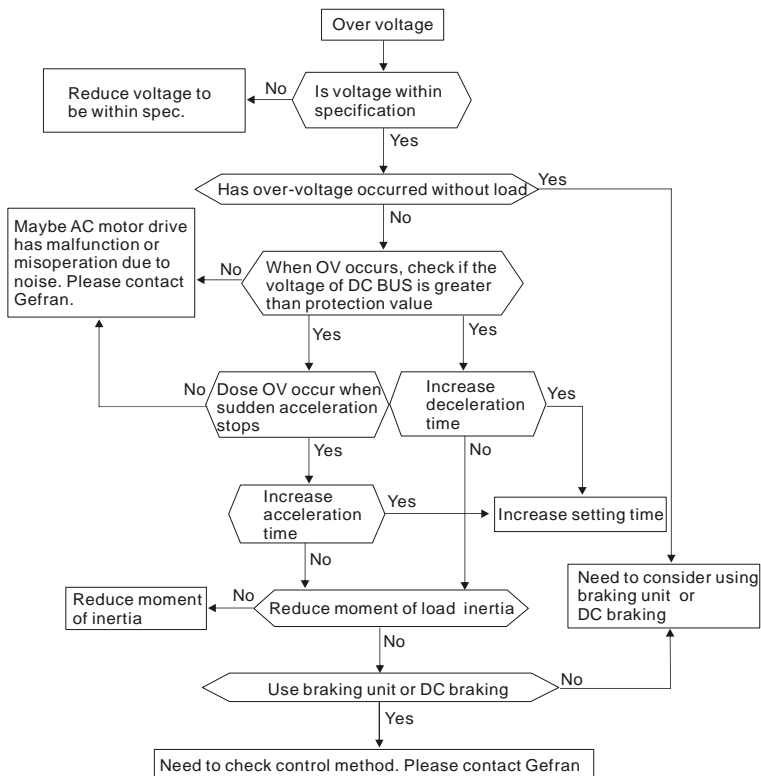 Over voltage
Reduce voltage to
be within spec.
No
Is voltage within
specification
Yes
Has over-voltage occurred without load
Yes
No
Maybe AC motor drive
has malfunction or
misoperation due to
noise. Please contact
Gefran.
No
When OV occurs, check if the
voltage of DC BUS is greater
than protection value
Yes
Yes
No
Dose OV occur when
sudden acceleration
stops
Increase
deceleration
time
Yes
Yes
No
Increase
acceleration
time
Yes
Increase setting time
No
Need to consider using
braking unit or
DC braking
Reduce moment
of inertia
No
Reduce moment of load inertia
No
Use braking unit or DC braking
No
Yes
Need to check control method. Please contact Gefran